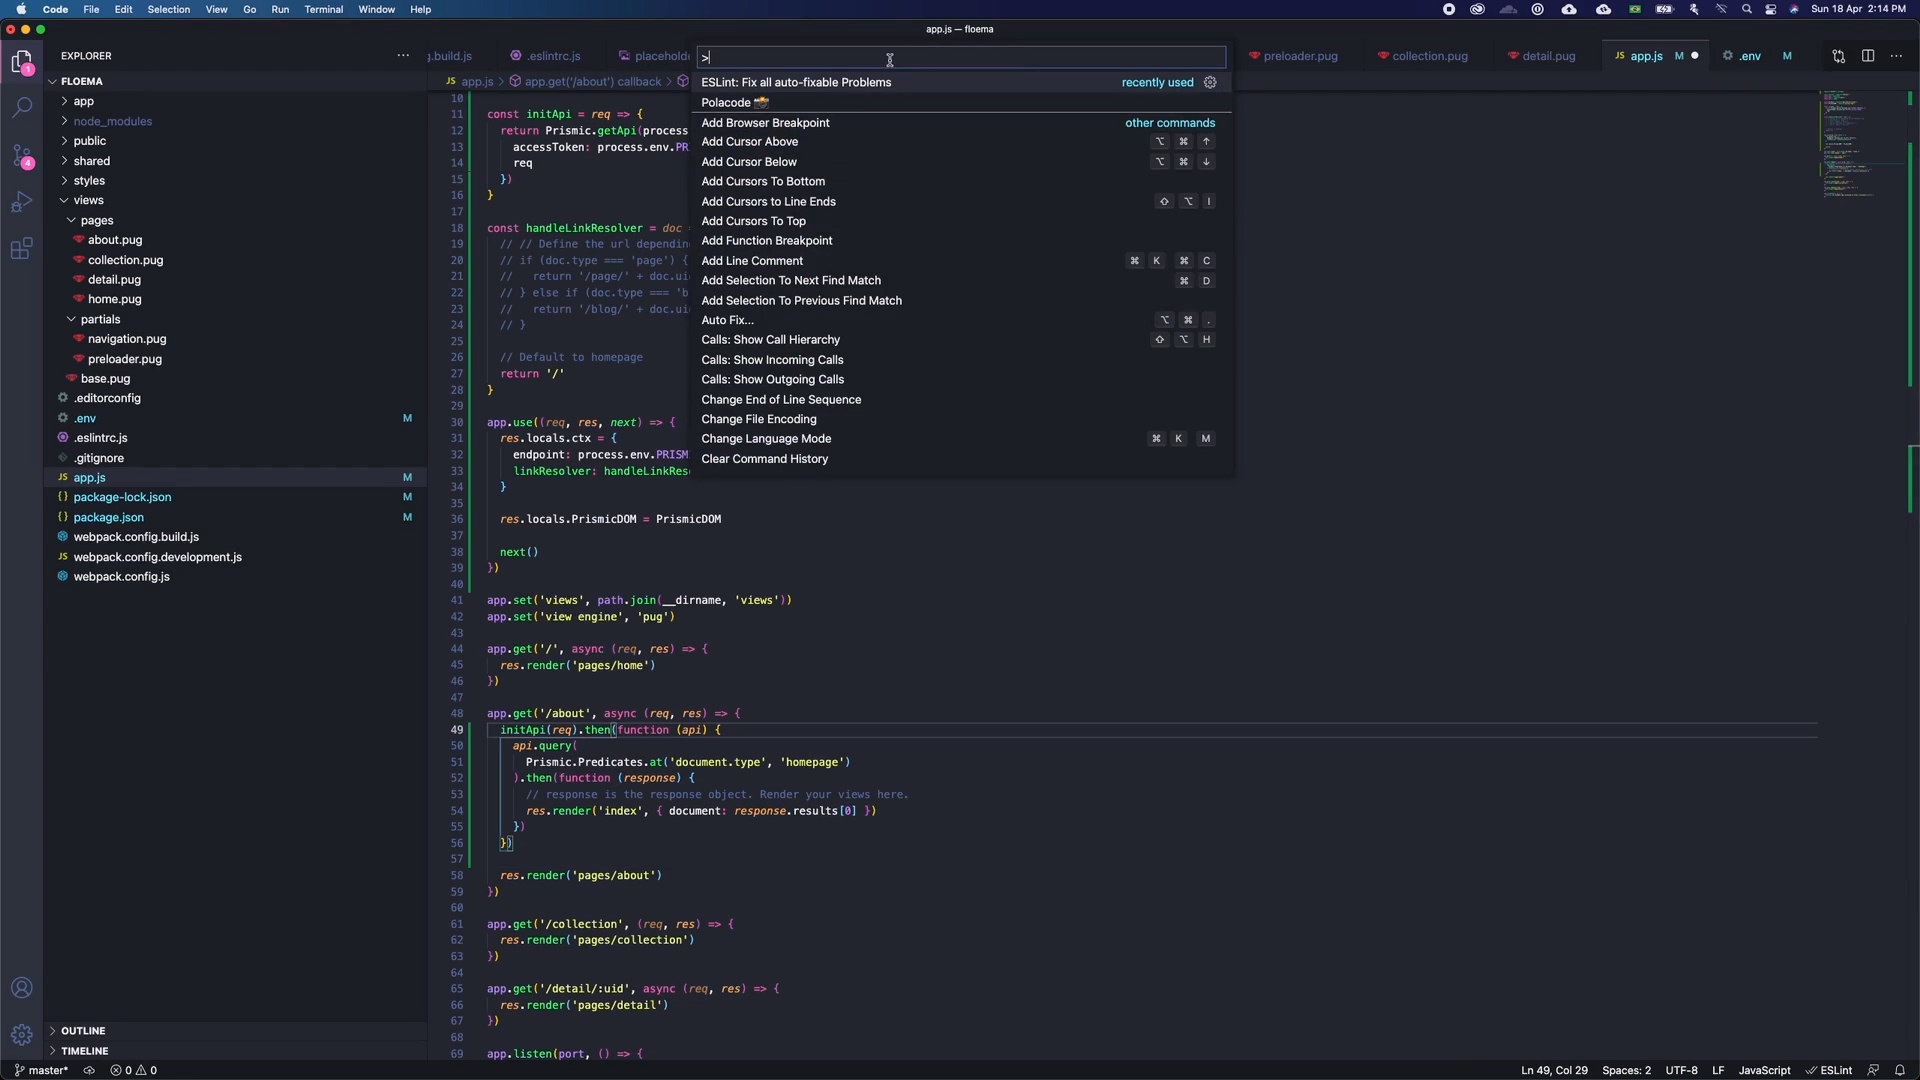 Code File Edit Selection View Go Run Terminal Window Help
Sun 18 Apr 2:14 PM
app.js — floema
EXPLORER
FLOEMA
app
node_modules
public
shared
styles
views
pages
about.pug
collection.pug
detail.pug
home.pug
partials
navigation.pug
preloader.pug
base.pug
.editorconfig
.env M
.eslintrc.js
.gitignore
JS app.js M
{} package-lock.json M
{} package.json M
webpack.config.build.js
JS webpack.config.development.js
webpack.config.js
OUTLINE
TIMELINE
1
4
g.build.js .eslintrc.js placehold preloader.pug collection.pug detail.pug JS app.js M .env M
JS app.js > app.get('/about') callback >
>
ESLint: Fix all auto-fixable Problems recently used
Polacode
Add Browser Breakpoint other commands
Add Cursor Above ⌥ ⌘ ↑
Add Cursor Below ⌥ ⌘ ↓
Add Cursors To Bottom
Add Cursors to Line Ends ⇧ ⌥ I
Add Cursors To Top
Add Function Breakpoint
Add Line Comment ⌘ K ⌘ C
Add Selection To Next Find Match ⌘ D
Add Selection To Previous Find Match
Auto Fix... ⌥ ⌘ .
Calls: Show Call Hierarchy ⇧ ⌥ H
Calls: Show Incoming Calls
Calls: Show Outgoing Calls
Change End of Line Sequence
Change File Encoding
Change Language Mode ⌘ K M
Clear Command History
10
11 const initApi = req => {
12 return Prismic.getApi(process
13 accessToken: process.env.PR
14 req
15 })
16 }
17
18 const handleLinkResolver = doc
19 // // Define the url dependin
20 // if (doc.type === 'page') {
21 // return '/page/' + doc.ui
22 // } else if (doc.type === 'b
23 // return '/blog/' + doc.ui
24 // }
25
26 // Default to homepage
27 return '/'
28 }
29
30 app.use((req, res, next) => {
31 res.locals.ctx = {
32 endpoint: process.env.PRISM
33 linkResolver: handleLinkRes
34 }
35
36 res.locals.PrismicDOM = PrismicDOM
37
38 next()
39 })
40
41 app.set('views', path.join(__dirname, 'views'))
42 app.set('view engine', 'pug')
43
44 app.get('/', async (req, res) => {
45 res.render('pages/home')
46 })
47
48 app.get('/about', async (req, res) => {
49 initApi(req).then(function (api) {
50 api.query(
51 Prismic.Predicates.at('document.type', 'homepage')
52 ).then(function (response) {
53 // response is the response object. Render your views here.
54 res.render('index', { document: response.results[0] })
55 })
56 })
57
58 res.render('pages/about')
59 })
60
61 app.get('/collection', (req, res) => {
62 res.render('pages/collection')
63 })
64
65 app.get('/detail/:uid', async (req, res) => {
66 res.render('pages/detail')
67 })
68
69 app.listen(port, () => {
master* 0 0 Ln 49, Col 29 Spaces: 2 UTF-8 LF JavaScript ESLint